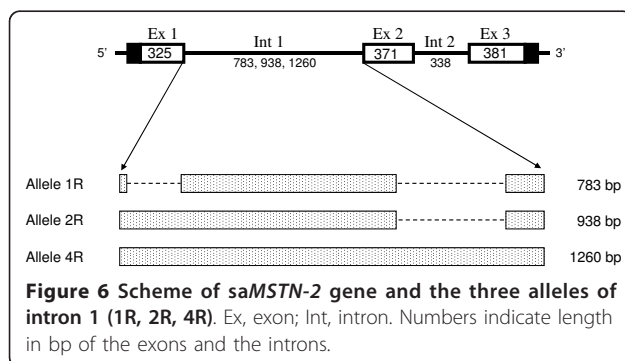 Ex 1 Ex 2 Ex 3
Int 1 Int 2
5’ 325 371 381 3’
783, 938, 1260 338
Allele 1R 783 bp
Allele 2R 938 bp
Allele 4R 1260 bp
Figure 6 Scheme of saMSTN-2 gene and the three alleles of
intron 1 (1R, 2R, 4R). Ex, exon; Int, intron. Numbers indicate length
in bp of the exons and the introns.